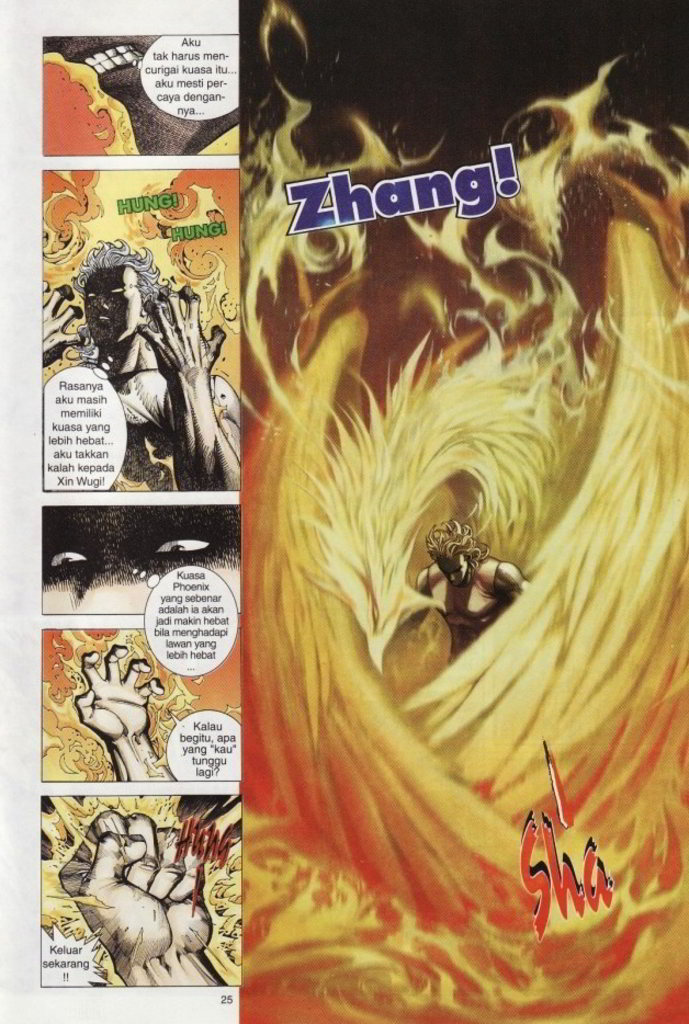 Aku
tak harus men-
curigai kuasa itu...
aku mesti per-
caya dengan-
nya...
HUNG!
HUNG!
Rasanya
aku masih
memiliki
kuasa yang
lebih hebat...
aku takkan
kalah kepada
Xin Wugi!
Kuasa
Phoenix
yang sebenar
adalah ia akan
jadi makin hebat
bila menghadapi
lawan yang
lebih hebat
...
Kalau
begitu, apa
yang "kau"
tunggu
lagi?
HUNG
!
Keluar
sekarang
!!
25
Zhang!
Sha
!